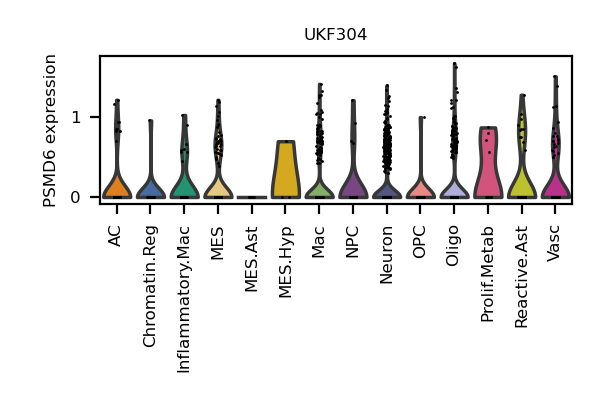 UKF304
PSMD6 expression
1
0
AC
Chromatin.Reg
Inflammatory.Mac
MES
MES.Ast
MES.Hyp
Mac
NPC
Neuron
OPC
Oligo
Prolif.Metab
Reactive.Ast
Vasc